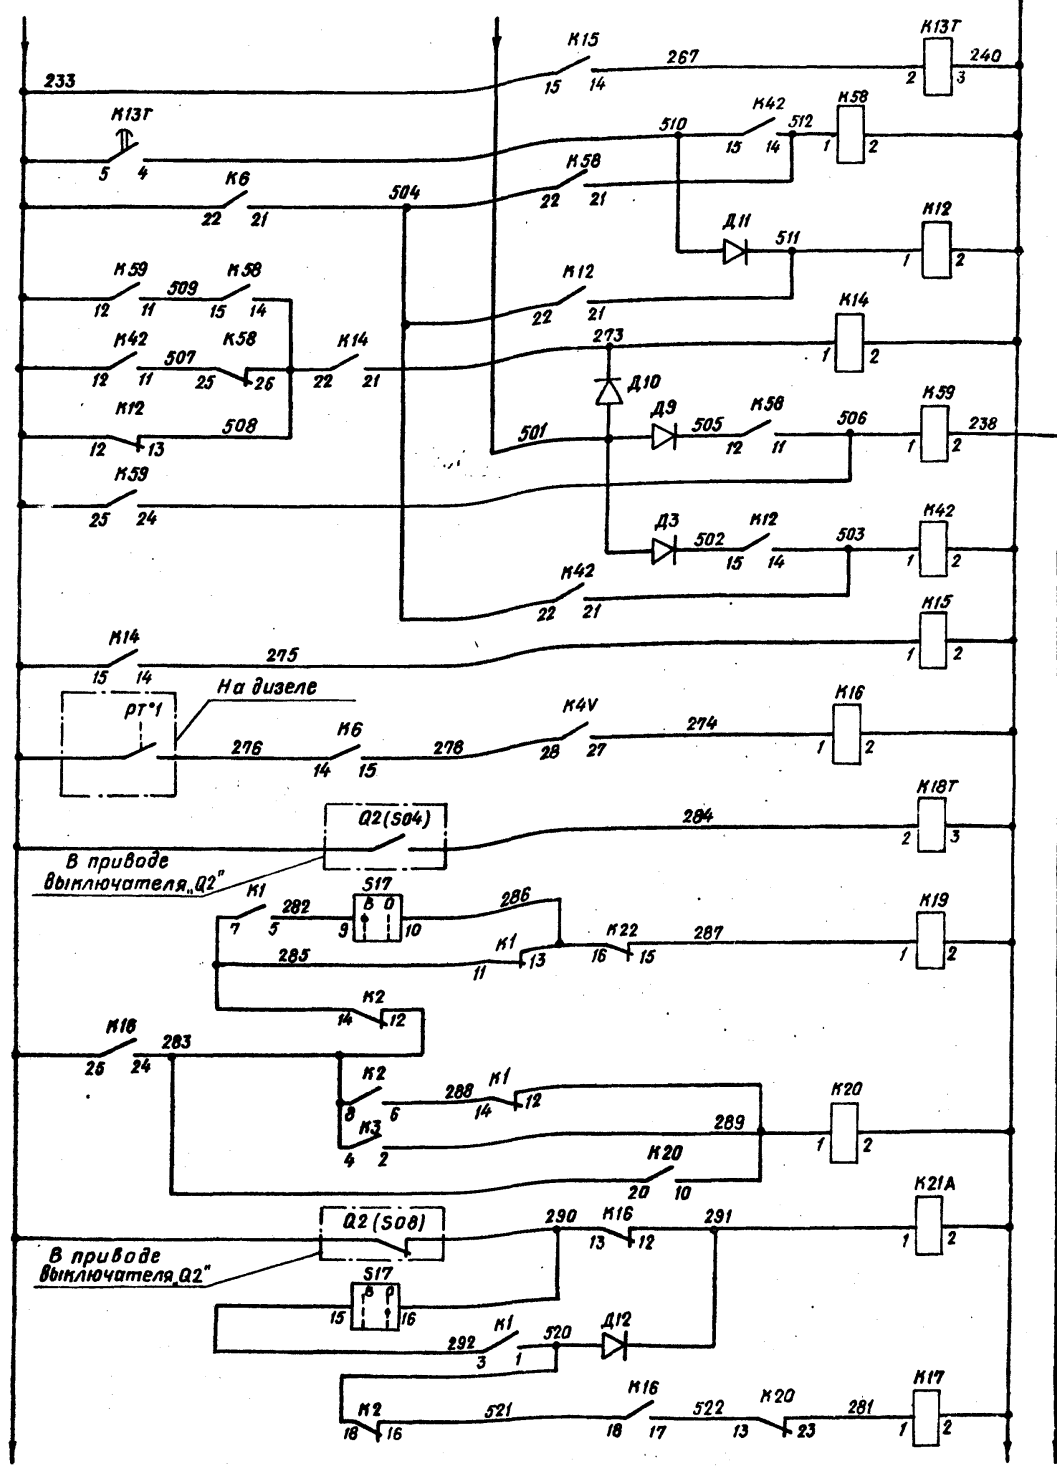 К15 267 К13Т 240
233 15 14 2 3
К13Т 510 К42 512 К58
5 4 15 14 1 2
К6 504 К58
22 21 22 21
Д11 511 К12
1 2
К59 509 К58 К12
12 11 15 14 22 21
К42 507 К58 К14 273 К14
12 11 25 26 22 21 1 2
Д10
К12 508 501 Д9 505 К58 506 К59 238
12 13 12 11 1 2
К59
25 24
Д3 502 К12 503 К42
15 14 1 2
К42
22 21
К14 275 К15
15 14 1 2
На дизеле
РТ°1 276 К6 278 К4V 274 К16
14 15 28 27 1 2
Q2(S04) 284 К18Т
2 3
В приводе
выключателя „Q2"
К1 282 S17 286
В О
7 5 9 10
285 К1 К22 287 К19
11 13 16 15 1 2
К2
14 12
К18 283
25 24
К2 288 К1
8 6 14 12
К3 289 К20
4 2 1 2
К20
20 10
Q2(S08) 290 К16 291 К21А
13 12 1 2
В приводе
выключателя „Q2"
S17
В О
15 16
292 К1 520 Д12
3 1
К2 521 К16 522 К20 281 К17
18 16 18 17 13 23 1 2